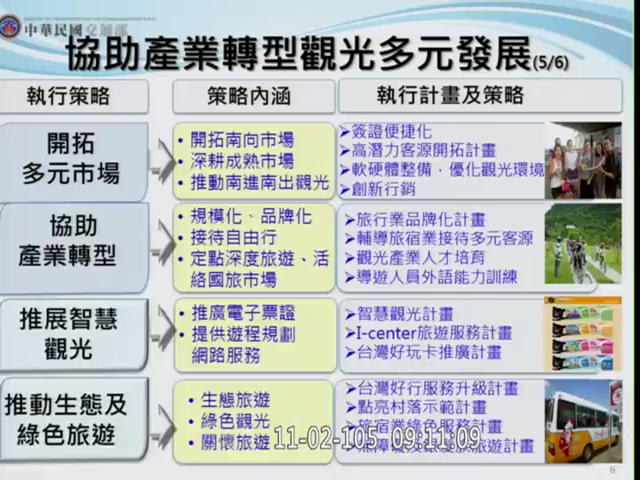 中華民國交通部
協助產業轉型觀光多元發展(5/6)
執行策略
策略內涵
執行計畫及策略
開拓
多元市場
• 開拓南向市場
• 深耕成熟市場
• 推動南進南出觀光
➢簽證便捷化
➢高潛力客源開拓計畫
➢軟硬體整備，優化觀光環境
➢創新行銷
協助
產業轉型
• 規模化、品牌化
• 接待自由行
• 定點深度旅遊、活
絡國旅市場
➢旅行業品牌化計畫
➢輔導旅宿業接待多元客源
➢觀光產業人才培育
➢導遊人員外語能力訓練
推展智慧
觀光
• 推廣電子票證
• 提供遊程規劃
網路服務
➢智慧觀光計畫
➢I-center旅遊服務計畫
➢台灣好玩卡推廣計畫
推動生態及
綠色旅遊
• 生態旅遊
• 綠色觀光
• 關懷旅遊
➢台灣好行服務升級計畫
➢點亮村落示範計畫
➢旅宿業綠色服務計畫
旅遊計畫
11-02-105 09:11:09
6